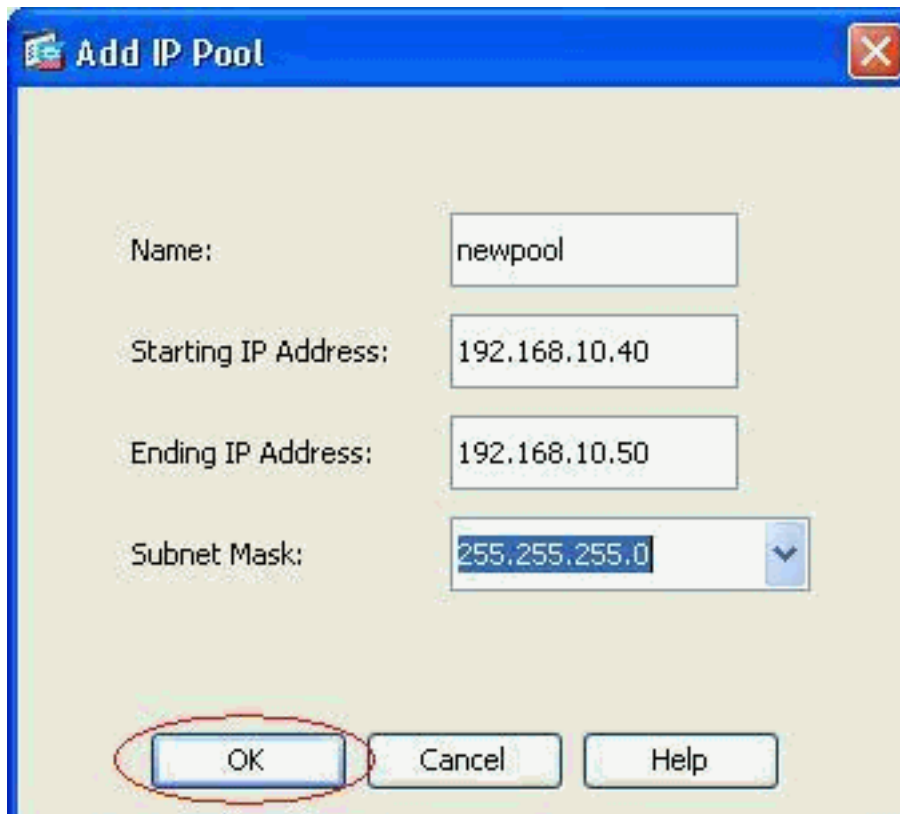 Add IP Pool
Name: newpool
Starting IP Address: 192.168.10.40
Ending IP Address: 192.168.10.50
Subnet Mask: 255.255.255.0
OK Cancel Help